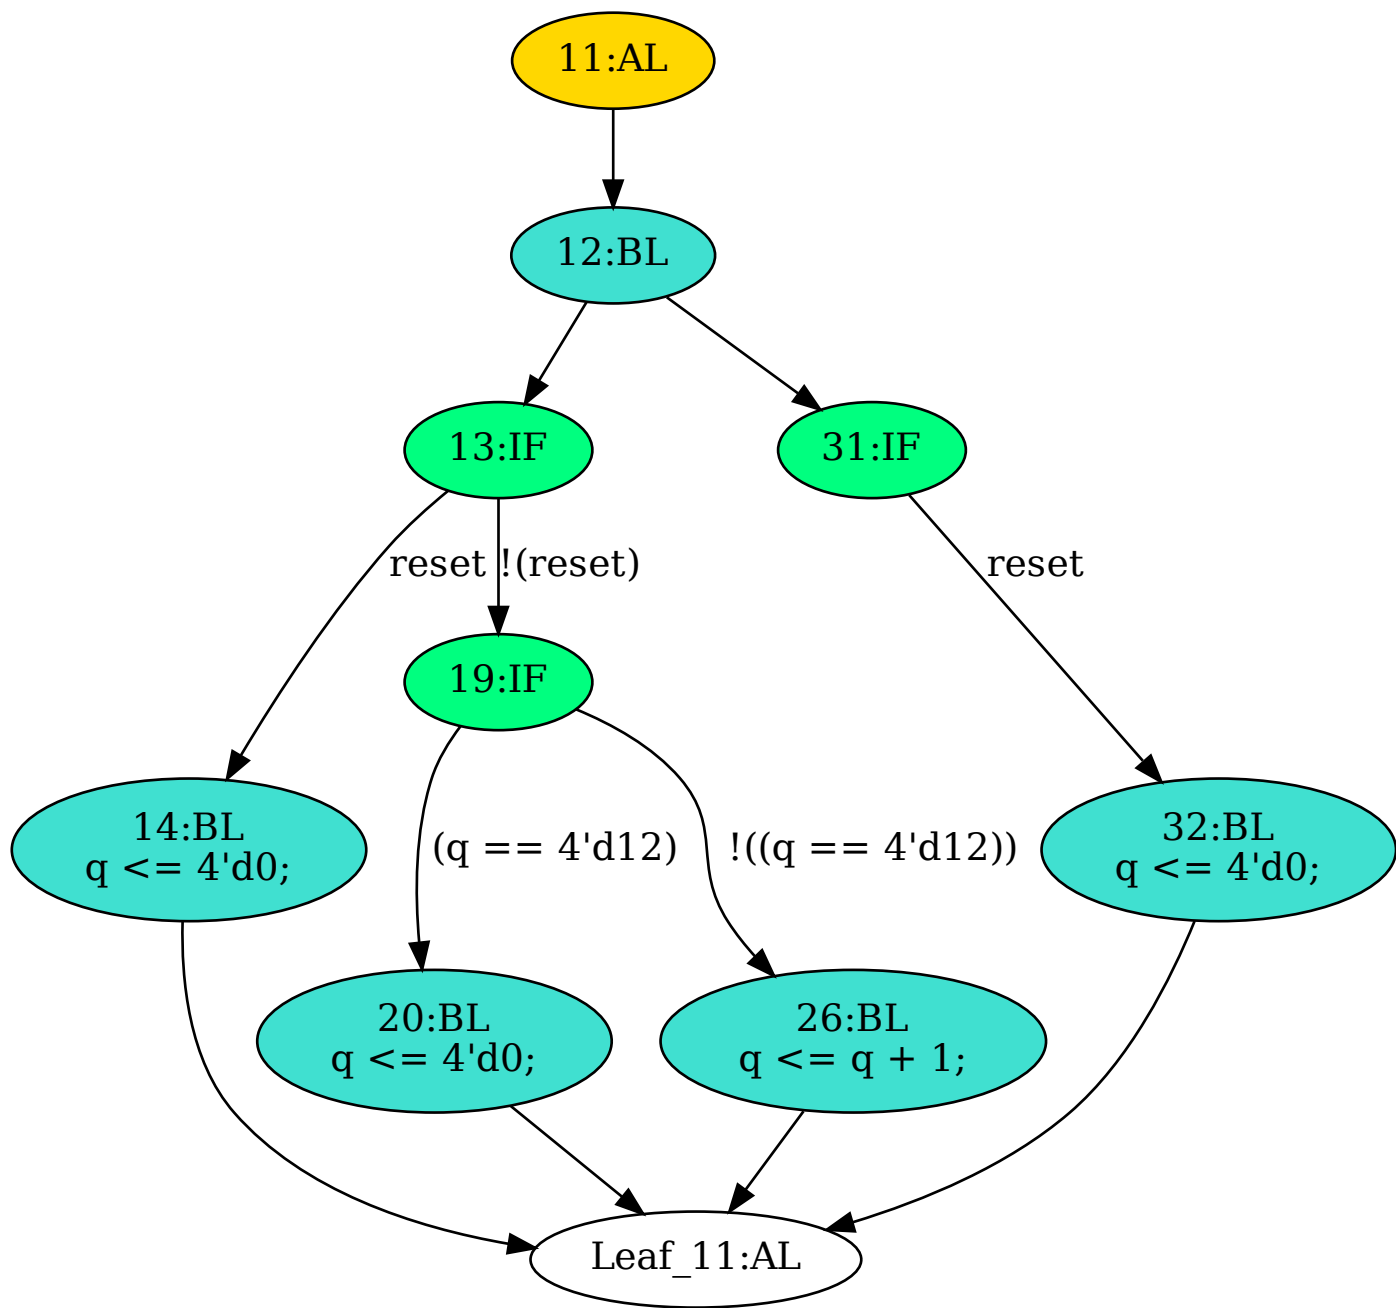 11:AL
12:BL
13:IF
31:IF
reset
!(reset)
reset
19:IF
14:BL
q <= 4'd0;
(q == 4'd12)
!((q == 4'd12))
32:BL
q <= 4'd0;
20:BL
q <= 4'd0;
26:BL
q <= q + 1;
Leaf_11:AL